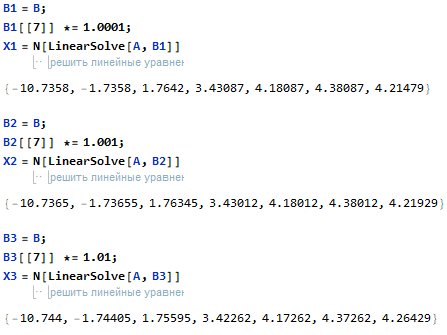 B1 = B;
B1[[7]] *= 1.0001;
X1 = N[LinearSolve[A, B1]]
решить линейные уравнен
{-10.7358, -1.7358, 1.7642, 3.43087, 4.18087, 4.38087, 4.21479}
B2 = B;
B2[[7]] *= 1.001;
X2 = N[LinearSolve[A, B2]]
решить линейные уравнен
{-10.7365, -1.73655, 1.76345, 3.43012, 4.18012, 4.38012, 4.21929}
B3 = B;
B3[[7]] *= 1.01;
X3 = N[LinearSolve[A, B3]]
решить линейные уравнен
{-10.744, -1.74405, 1.75595, 3.42262, 4.17262, 4.37262, 4.26429}